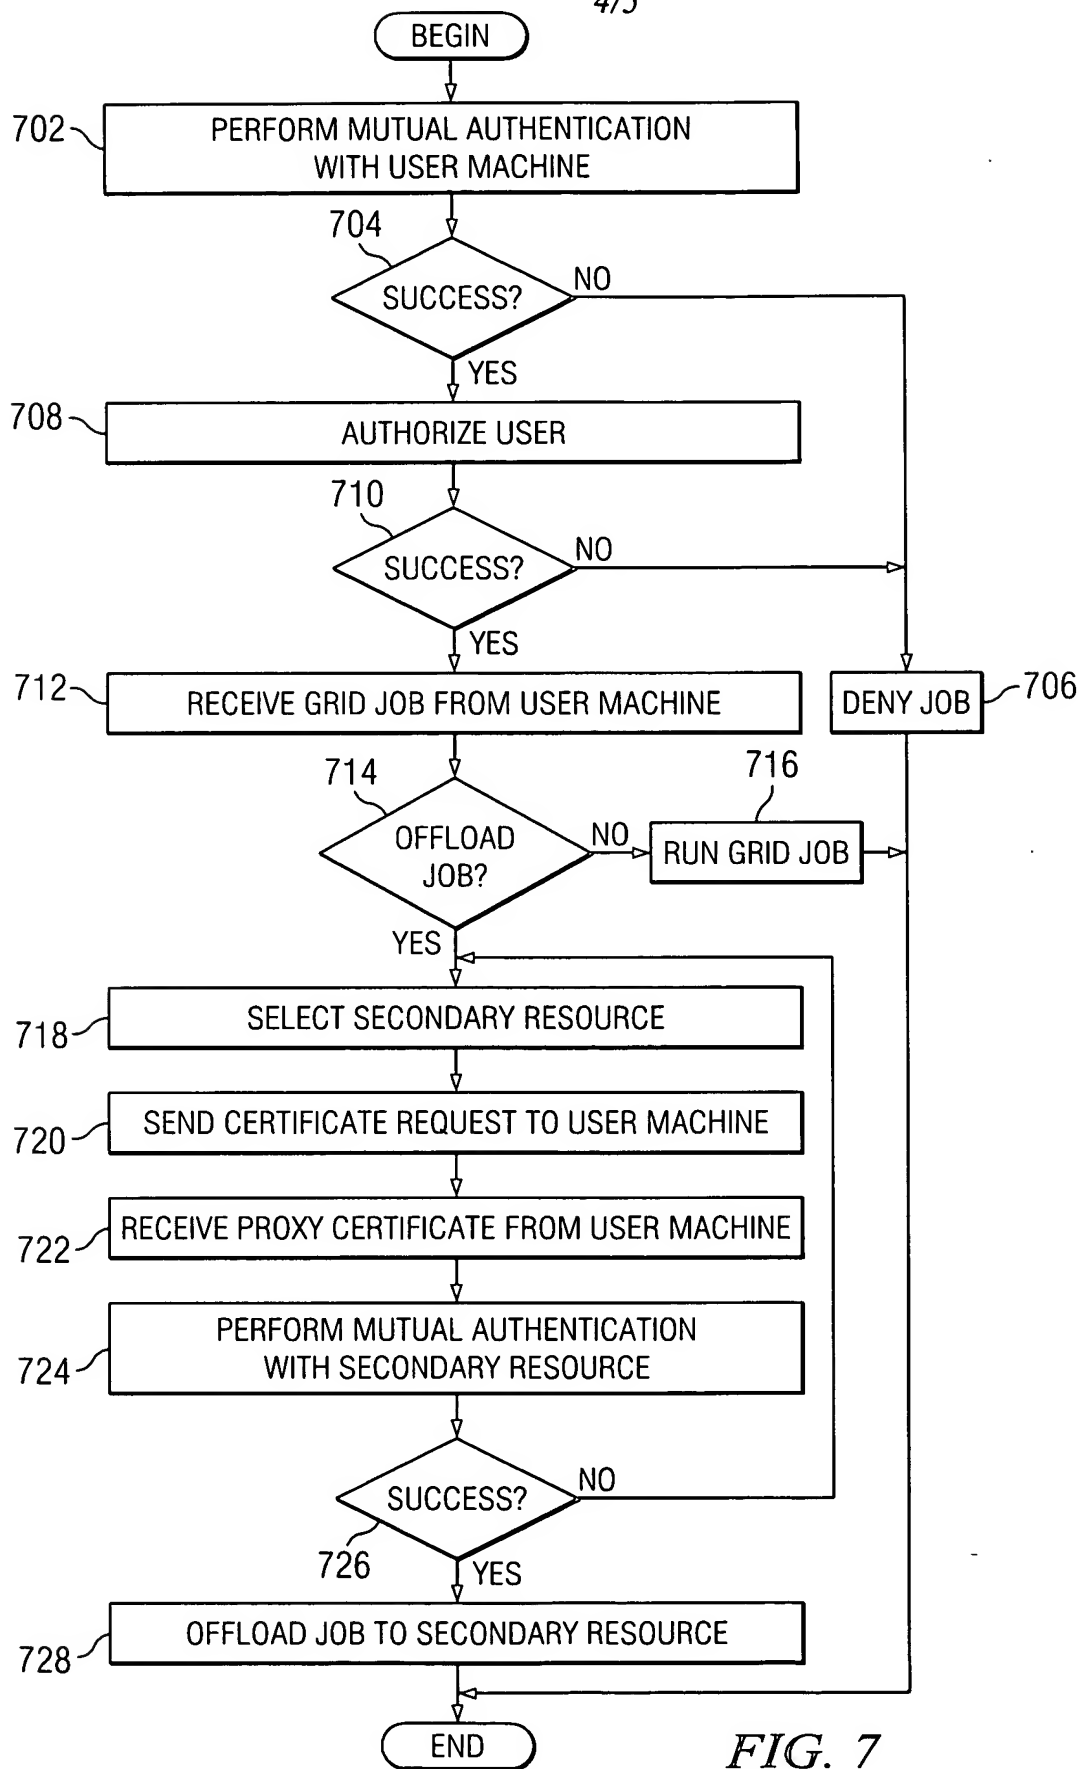 4/5
BEGIN
702
PERFORM MUTUAL AUTHENTICATION
WITH USER MACHINE
704
SUCCESS?
NO
YES
708
AUTHORIZE USER
710
SUCCESS?
NO
YES
712
RECEIVE GRID JOB FROM USER MACHINE
DENY JOB
706
714
716
OFFLOAD
JOB?
NO
RUN GRID JOB
YES
718
SELECT SECONDARY RESOURCE
720
SEND CERTIFICATE REQUEST TO USER MACHINE
722
RECEIVE PROXY CERTIFICATE FROM USER MACHINE
724
PERFORM MUTUAL AUTHENTICATION
WITH SECONDARY RESOURCE
SUCCESS?
NO
726
YES
728
OFFLOAD JOB TO SECONDARY RESOURCE
END
FIG. 7